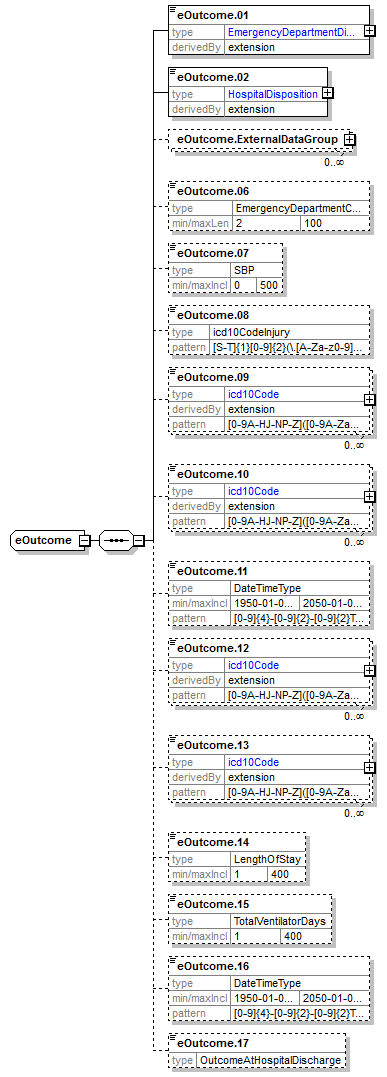 eOutcome.01
type EmergencyDepartmentDi...
derivedBy extension
eOutcome.02
type HospitalDisposition
derivedBy extension
eOutcome.ExternalDataGroup
0..∞
eOutcome.06
type EmergencyDepartmentC...
min/maxLen 2 100
eOutcome.07
type SBP
min/maxIncl 0 500
eOutcome.08
type icd10CodeInjury
pattern [S-T]{1}[0-9]{2}(\.[A-Za-z0-9]...
eOutcome.09
type icd10Code
derivedBy extension
pattern [0-9A-HJ-NP-Z]([0-9A-Za...
0..∞
eOutcome.10
type icd10Code
derivedBy extension
pattern [0-9A-HJ-NP-Z]([0-9A-Za...
0..∞
eOutcome
eOutcome.11
type DateTimeType
min/maxIncl 1950-01-0... 2050-01-0...
pattern [0-9]{4}-[0-9]{2}-[0-9]{2}T...
eOutcome.12
type icd10Code
derivedBy extension
pattern [0-9A-HJ-NP-Z]([0-9A-Za...
0..∞
eOutcome.13
type icd10Code
derivedBy extension
pattern [0-9A-HJ-NP-Z]([0-9A-Za...
0..∞
eOutcome.14
type LengthOfStay
min/maxIncl 1 400
eOutcome.15
type TotalVentilatorDays
min/maxIncl 1 400
eOutcome.16
type DateTimeType
min/maxIncl 1950-01-0... 2050-01-0...
pattern [0-9]{4}-[0-9]{2}-[0-9]{2}T...
eOutcome.17
type OutcomeAtHospitalDischarge